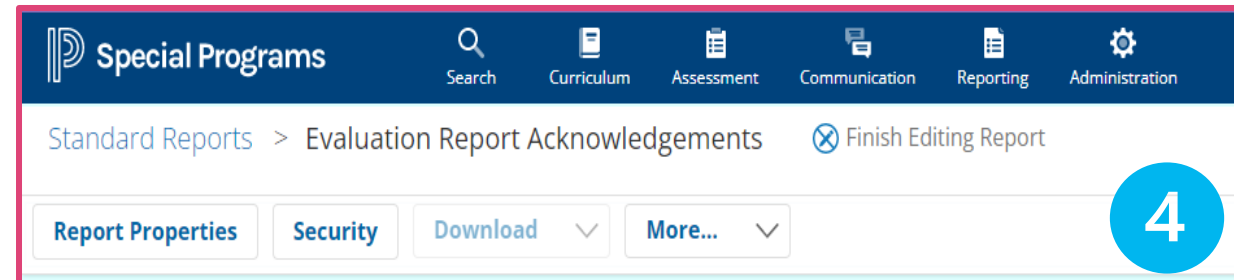 Special Programs
Search Curriculum Assessment Communication Reporting Administration
Standard Reports > Evaluation Report Acknowledgements Finish Editing Report
Report Properties Security Download More...
4